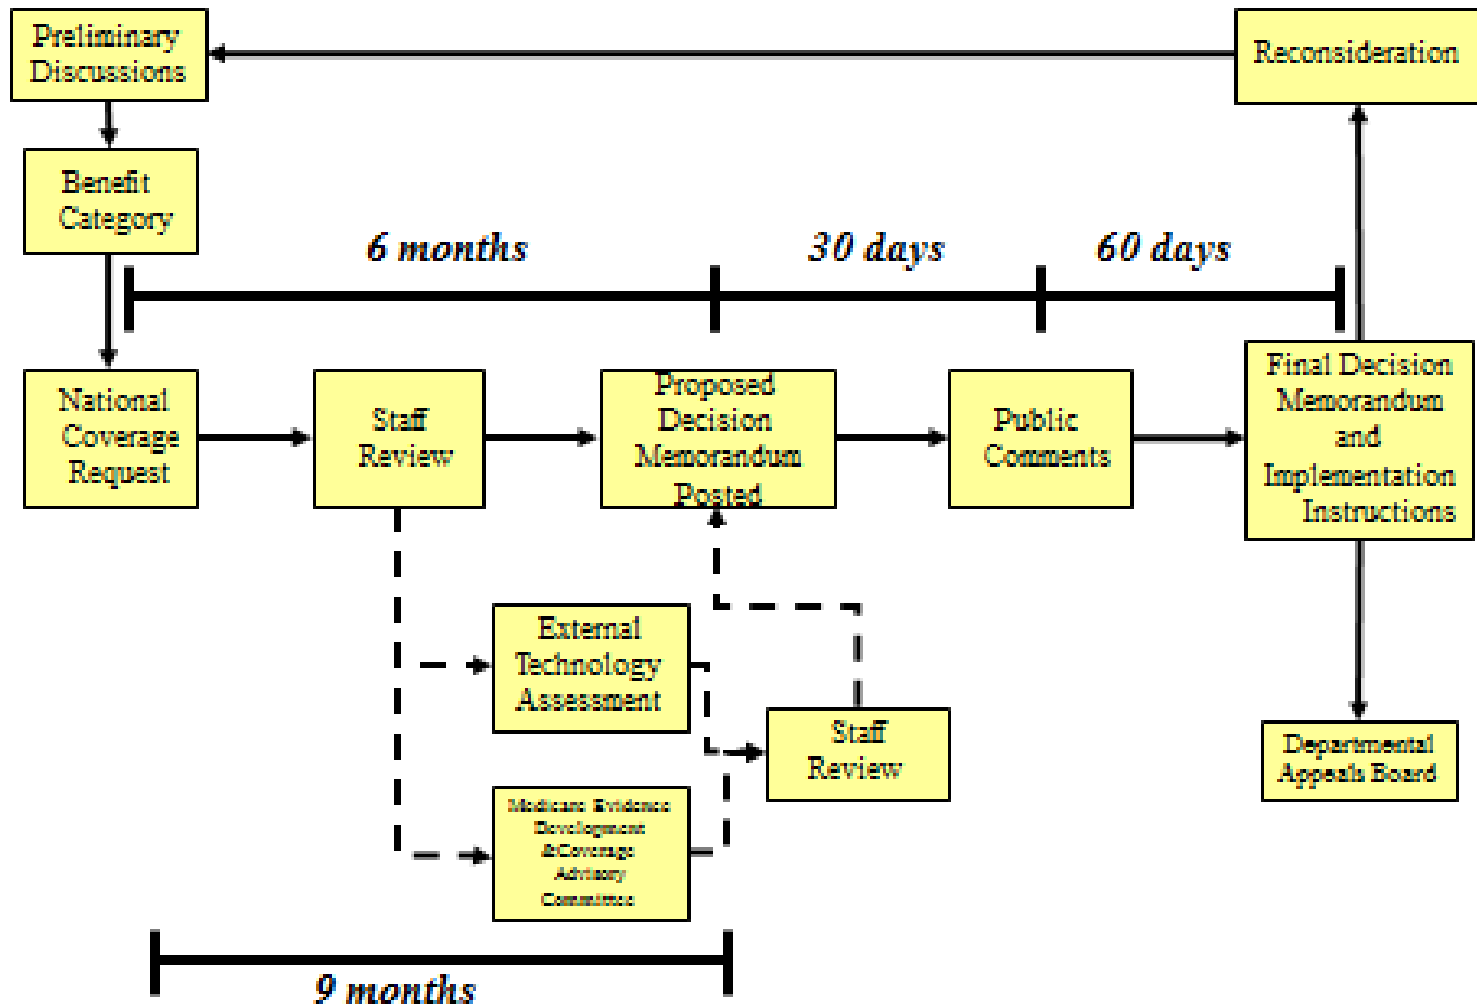 Preliminary
Discussions
Reconsideration
Benefit
Category
6 months
30 days
60 days
National
Coverage
Request
Staff
Review
Proposed
Decision
Memorandum
Posted
Public
Comments
Final Decision
Memorandum
and
Implementation
Instructions
External
Technology
Assessment
Staff
Review
Departmental
Appeals Board
Medicare Evidence
Development
&Coverage
Advisory
Committee
9 months